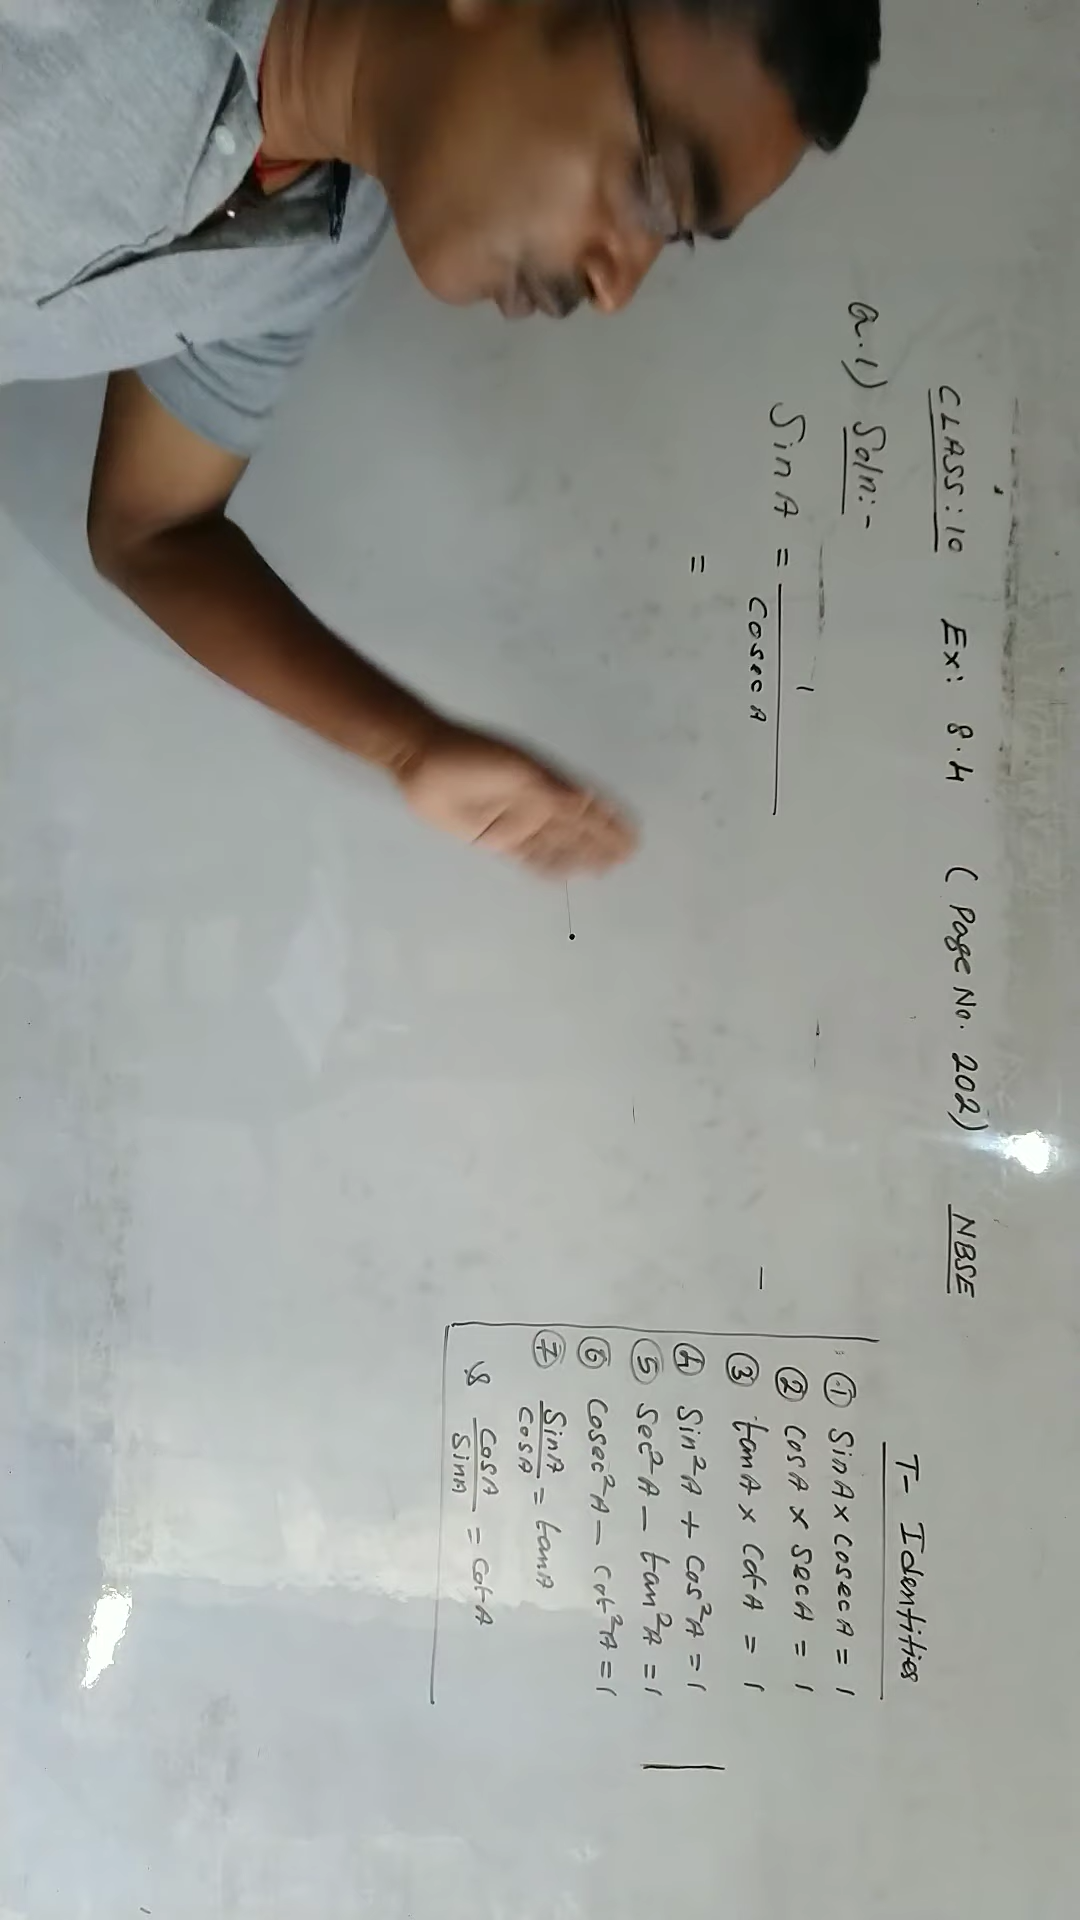 CLASS: 10 Ex: 8.4 (Page No. 202) NBSE
Q.1) Soln:-
Sin A = 1
Cosec A
=
T- Identities
① Sin A x Cosec A = 1
② Cos A x Sec A = 1
③ tan A x Cot A = 1
④ Sin²A + Cos²A = 1
⑤ Sec²A - tan²A = 1
⑥ Cosec²A - Cot²A = 1
⑦ Sin A / Cos A = tan A
& Cos A / Sin A = Cot A